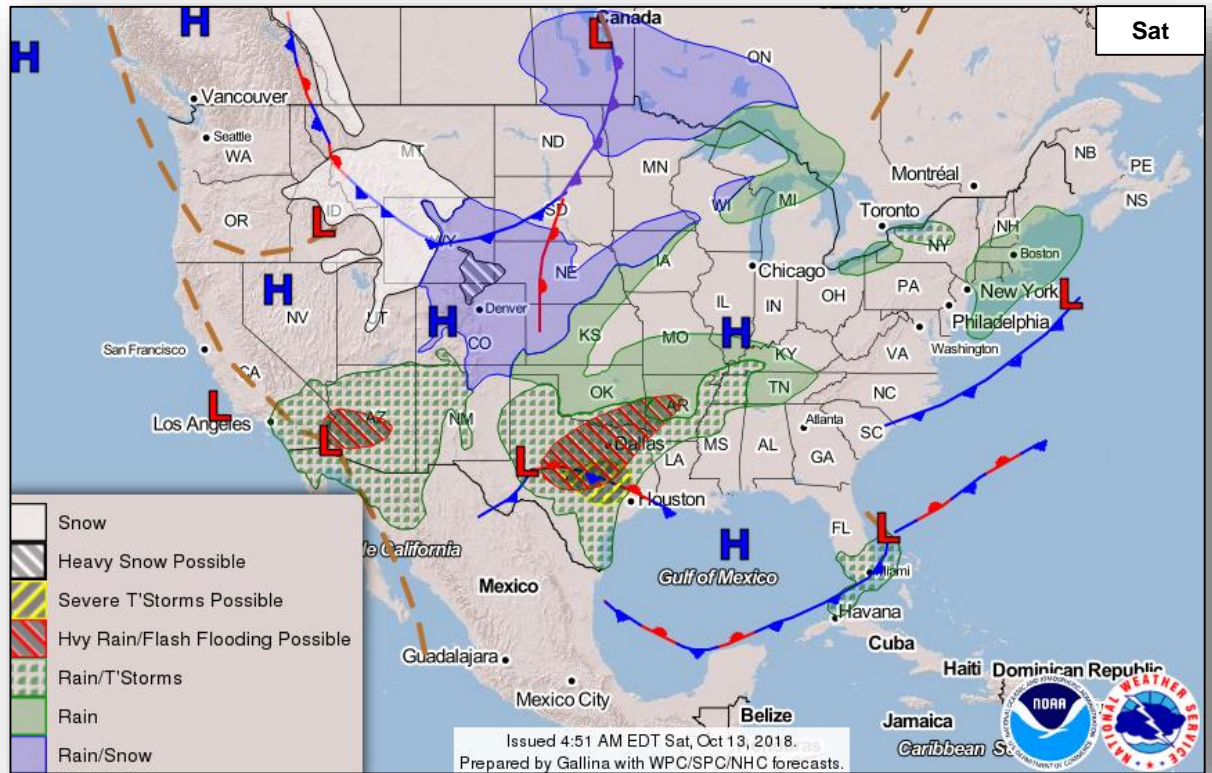 Sat
H
H
Canada
L
ON
Vancouver
Seattle
WA
MT
ND
MN
Montréal
NB
PE
NS
OR
ID
L
WY
SD
WI
MI
Toronto
NH
NY
Boston
H
NV
UT
H
Denver
CO
NE
IA
Chicago
IL
IN
OH
PA
New York
L
Philadelphia
KS
MO
H
KY
VA
Washington
San Francisco
CA
L
Los Angeles
L
AZ
NM
OK
AR
TN
NC
SC
Atlanta
L
Dallas
LA
MS
AL
GA
Houston
FL
L
Miami
H
Gulf of Mexico
Havana
Cuba
Mexico
Guadalajara
Mexico City
Haiti
Dominican Republic
Belize
Jamaica
Snow
Heavy Snow Possible
Severe T'Storms Possible
Hvy Rain/Flash Flooding Possible
Rain/T'Storms
Rain
Rain/Snow
California
Issued 4:51 AM EDT Sat, Oct 13, 2018.
Prepared by Gallina with WPC/SPC/NHC forecasts.
Caribbean
NOAA
NATIONAL WEATHER SERVICE